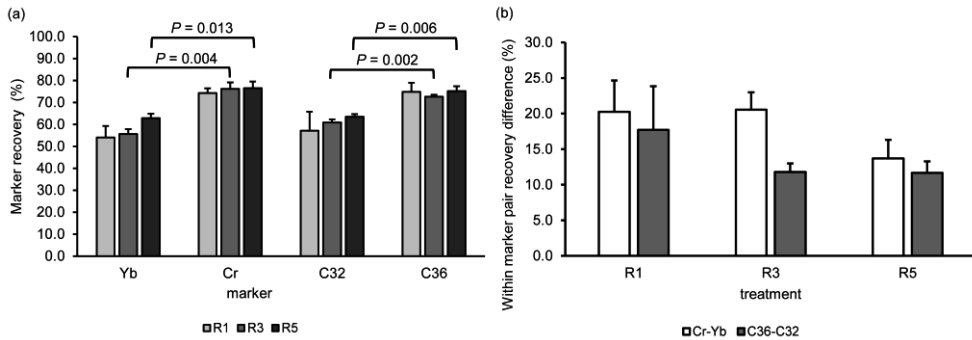 (a)
P = 0.013
P = 0.006
P = 0.004
P = 0.002
Marker recovery (%)
100.0
90.0
80.0
70.0
60.0
50.0
40.0
30.0
20.0
10.0
0.0
Yb Cr C32 C36
marker
R1 R3 R5
(b)
Within marker pair recovery difference (%)
30.0
25.0
20.0
15.0
10.0
5.0
0.0
R1 R3 R5
treatment
Cr-Yb C36-C32